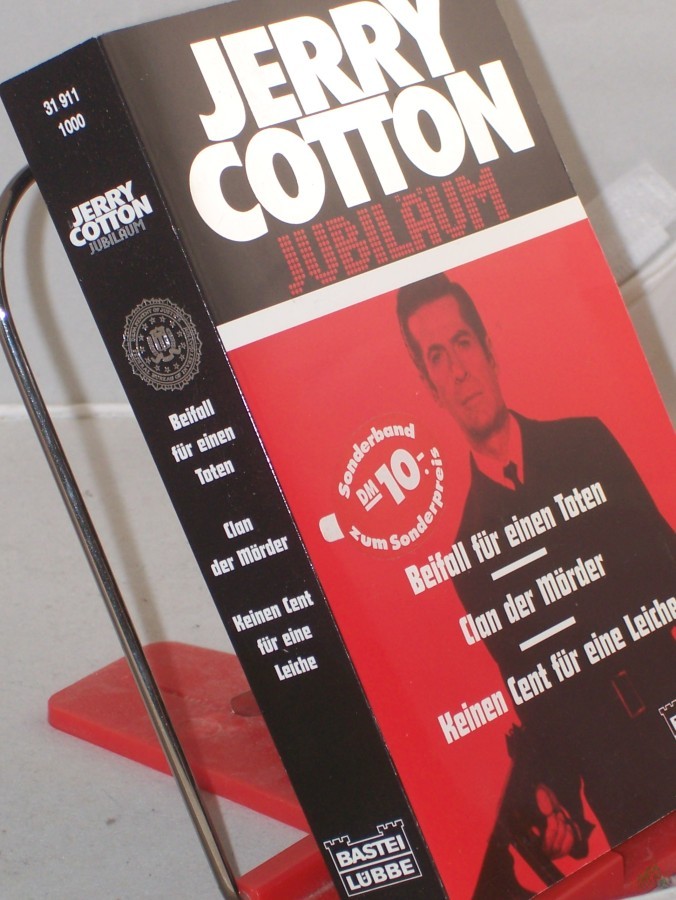 31 911
1000
JERRY
COTTON
JUBILÄUM
Beifall
für einen
Toten
Clan
der Mörder
Keinen Cent
für eine
Leiche
BASTEI
LÜBBE
JERRY
COTTON
JUBILÄUM
Sonderband
DM 10.-
zum Sonderpreis
Beifall für einen Toten
Clan der Mörder
Keinen Cent für eine Leiche